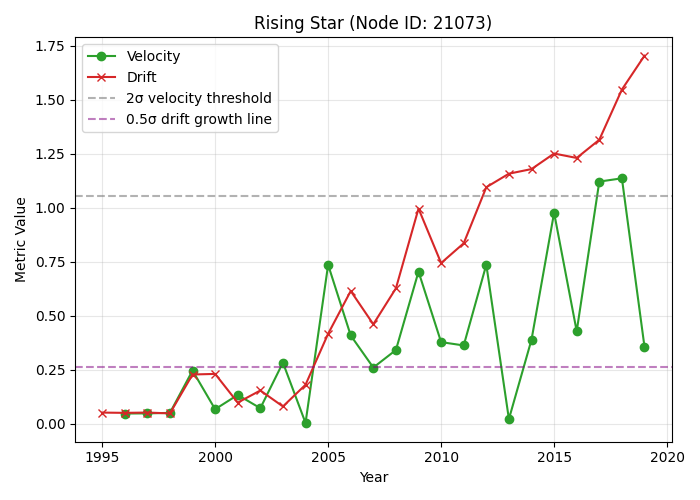 Rising Star (Node ID: 21073)
Velocity
Drift
2σ velocity threshold
0.5σ drift growth line
Metric Value
1.75
1.50
1.25
1.00
0.75
0.50
0.25
0.00
1995 2000 2005 2010 2015 2020
Year